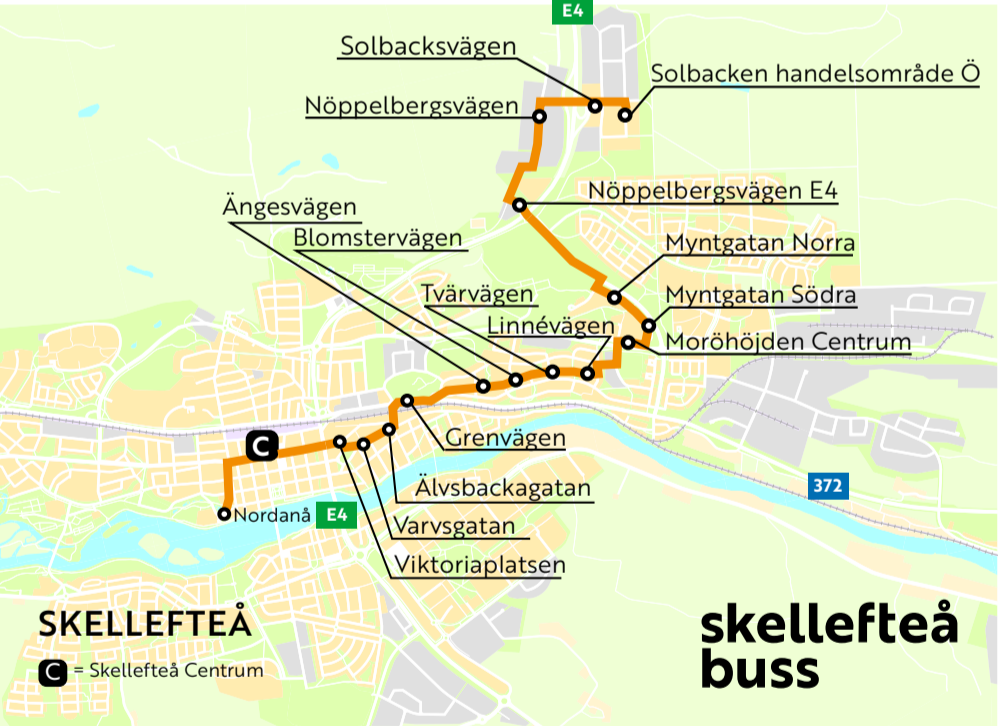 E4
Solbacksvägen
Solbacken handelsområde Ö
Nöppelbergsvägen
Nöppelbergsvägen E4
Ängesvägen
Blomstervägen
Myntgatan Norra
Tvärvägen
Myntgatan Södra
Linnévägen
Moröhöjden Centrum
Grenvägen
C
Älvsbackagatan
372
Nordanå
E4
Varvsgatan
Viktoriaplatsen
SKELLEFTEÅ
C = Skellefteå Centrum
skellefteå
buss